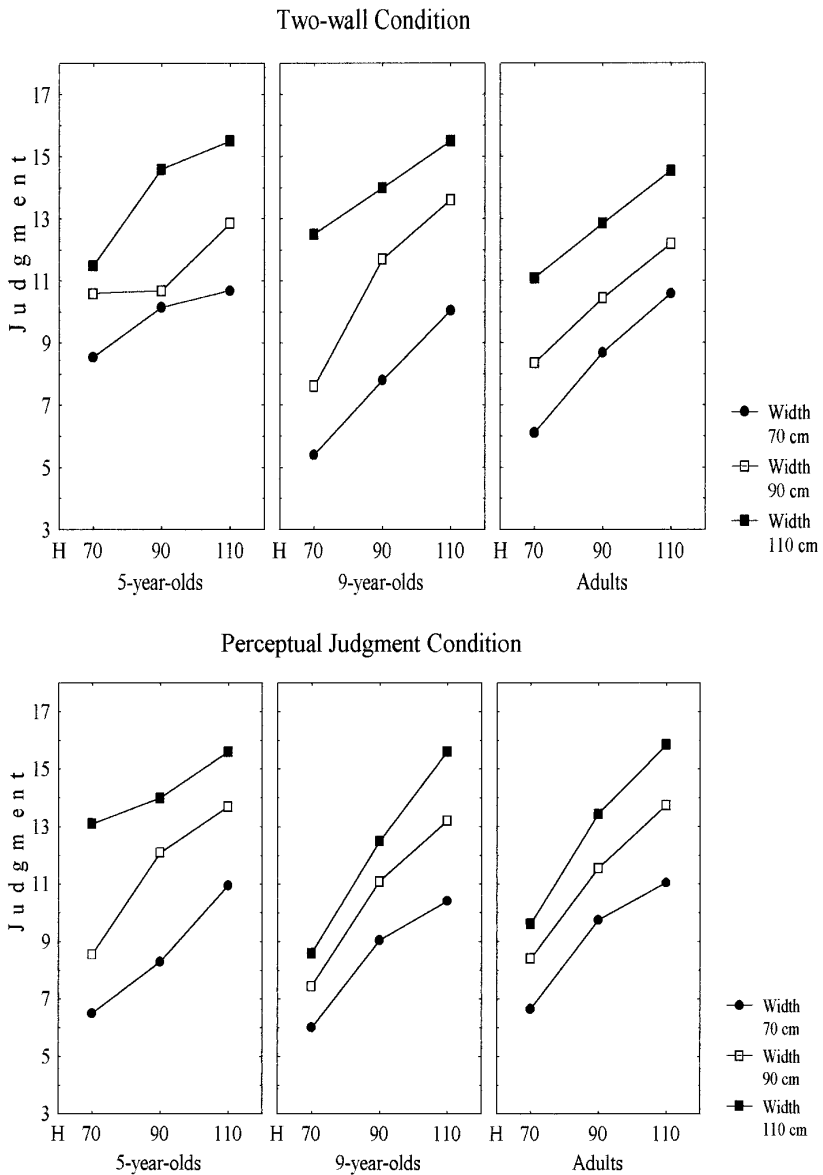 Two-wall Condition
17
15
13
11
9
7
5
3
Judgment
H 70 90 110 H 70 90 110 H 70 90 110
5-year-olds 9-year-olds Adults
Width
70 cm
Width
90 cm
Width
110 cm
Perceptual Judgment Condition
17
15
13
11
9
7
5
3
Judgment
H 70 90 110 H 70 90 110 H 70 90 110
5-year-olds 9-year-olds Adults
Width
70 cm
Width
90 cm
Width
110 cm